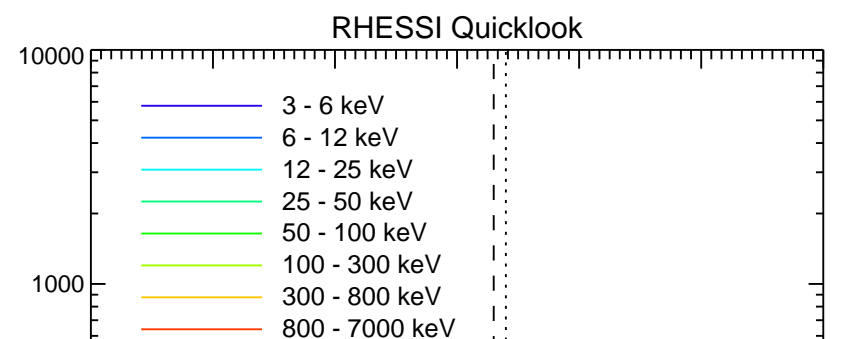 RHESSI Quicklook
10000
3 - 6 keV
6 - 12 keV
12 - 25 keV
25 - 50 keV
50 - 100 keV
100 - 300 keV
1000
300 - 800 keV
800 - 7000 keV